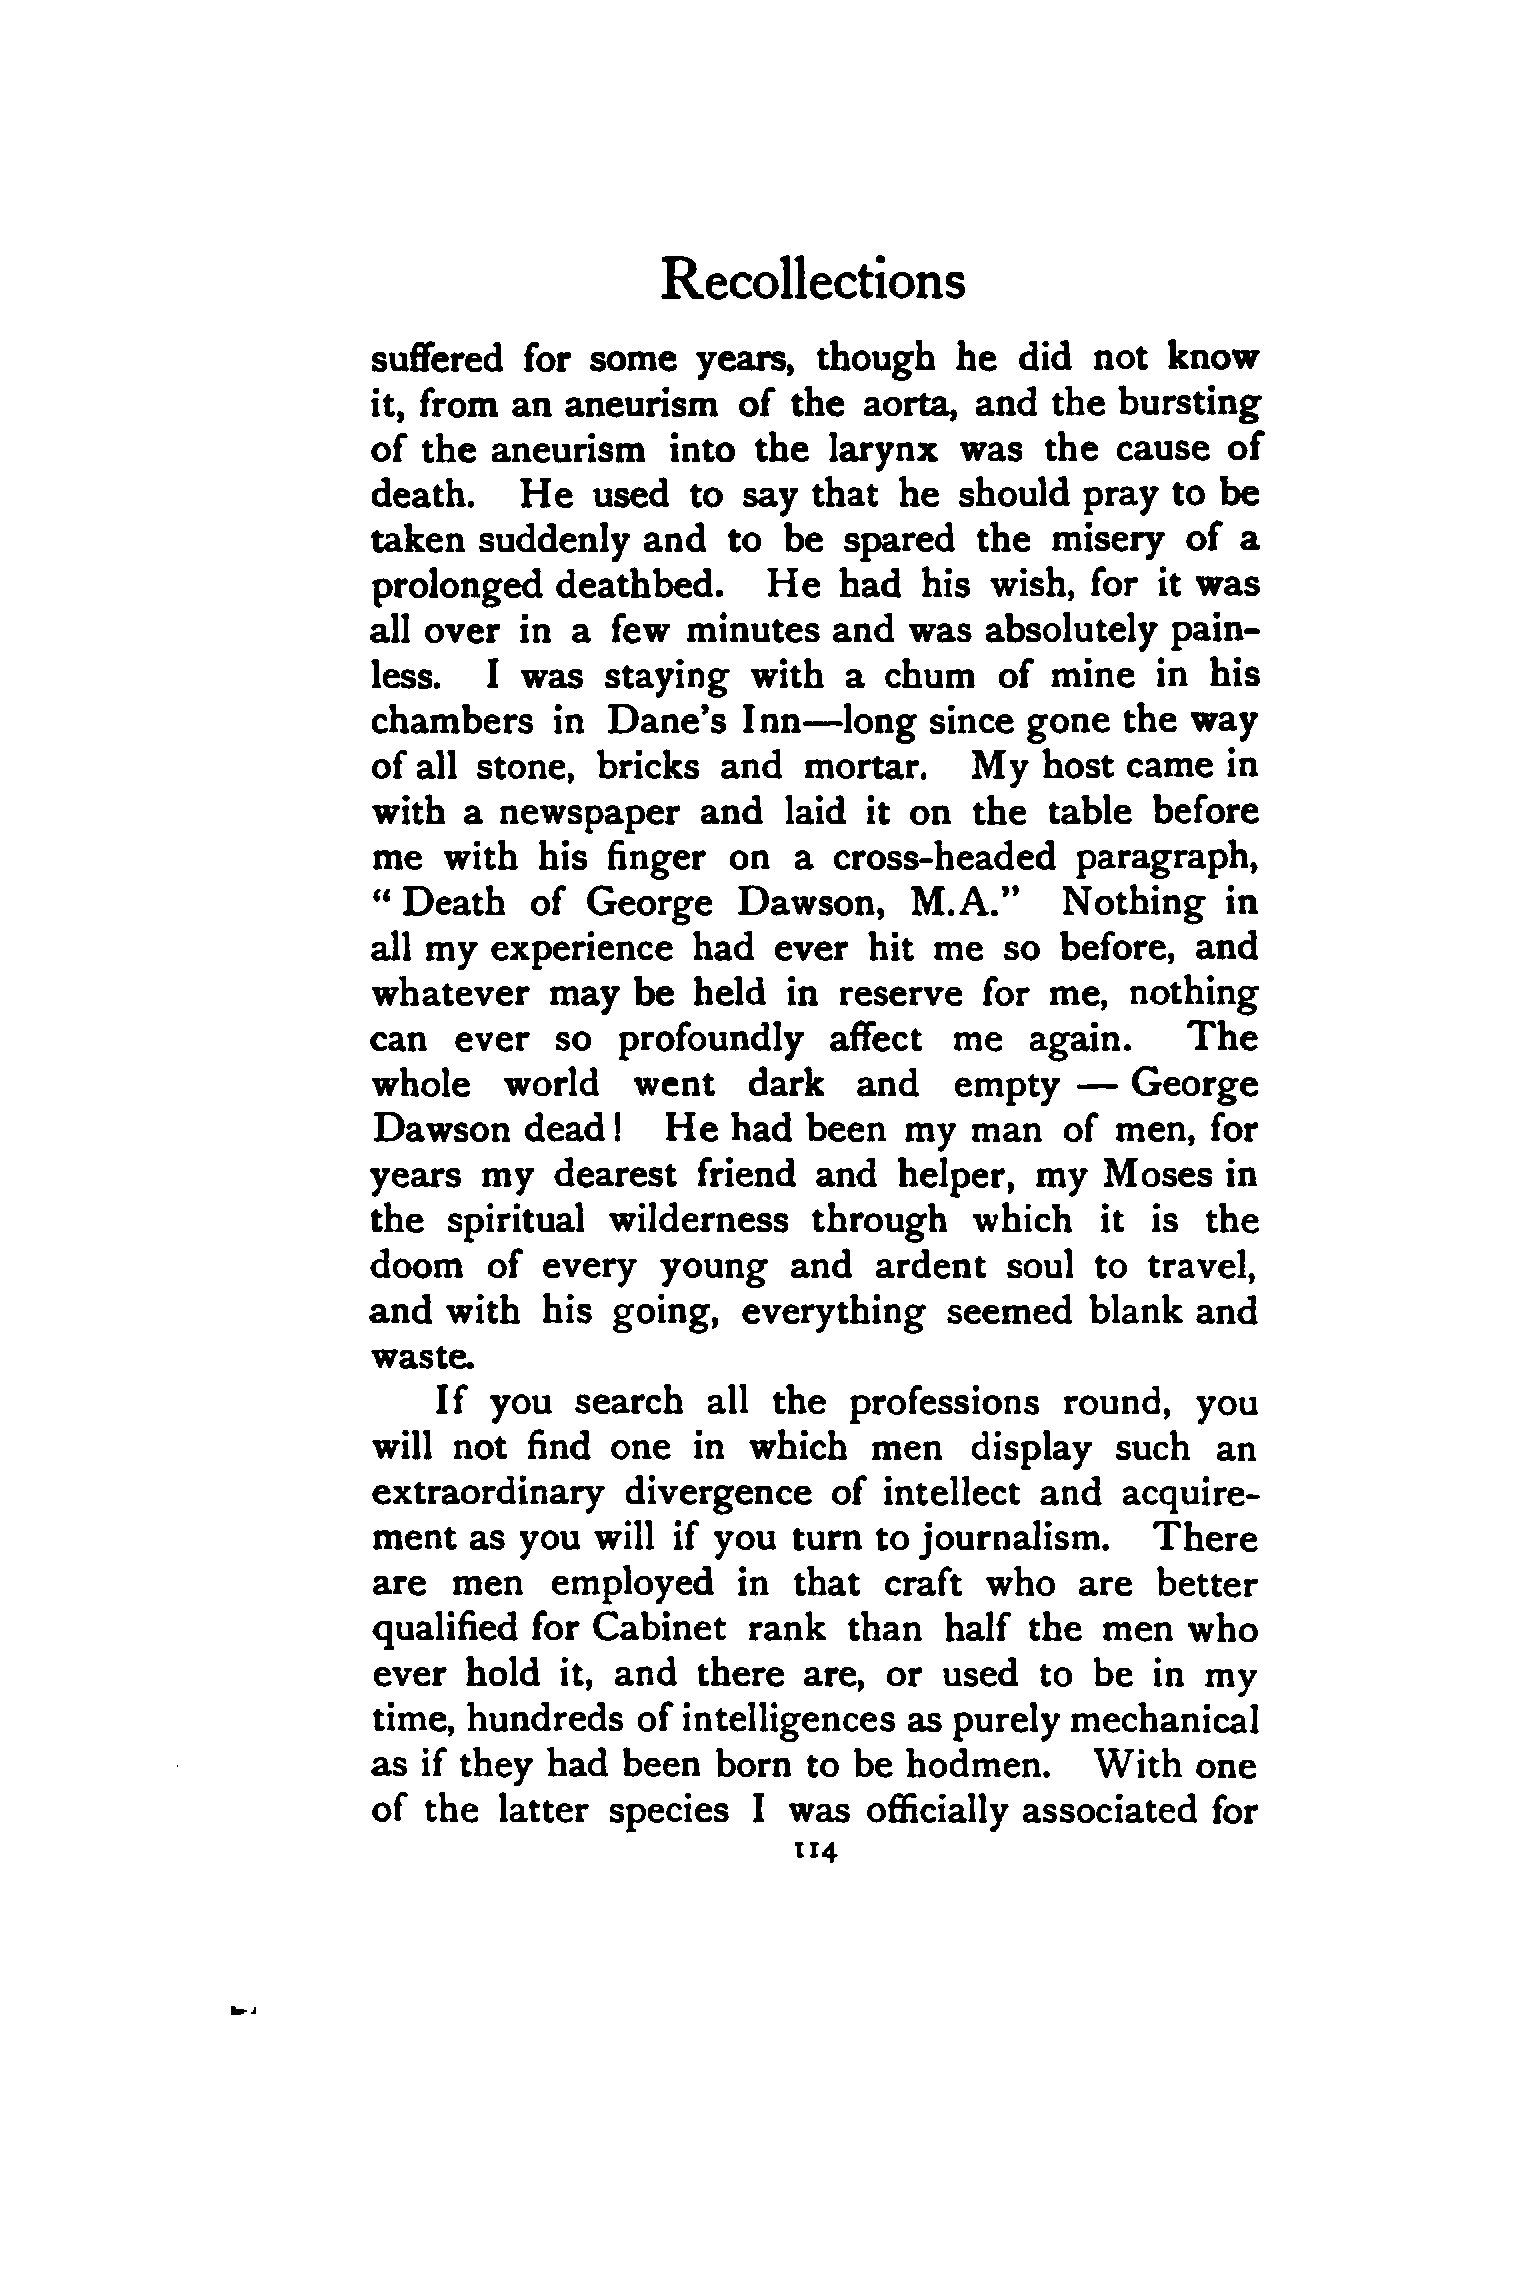 Recollections
suffered for some years, though he did not know
it, from an aneurism of the aorta, and the bursting
of the aneurism into the larynx was the cause of
death. He used to say that he should pray to be
taken suddenly and to be spared the misery of a
prolonged deathbed. He had his wish, for it was
all over in a few minutes and was absolutely pain-
less. I was staying with a chum of mine in his
chambers in Dane's Inn—long since gone the way
of all stone, bricks and mortar. My host came in
with a newspaper and laid it on the table before
me with his finger on a cross-headed paragraph,
“ Death of George Dawson, M.A.” Nothing in
all my experience had ever hit me so before, and
whatever may be held in reserve for me, nothing
can ever so profoundly affect me again. The
whole world went dark and empty — George
Dawson dead! He had been my man of men, for
years my dearest friend and helper, my Moses in
the spiritual wilderness through which it is the
doom of every young and ardent soul to travel,
and with his going, everything seemed blank and
waste.
If you search all the professions round, you
will not find one in which men display such an
extraordinary divergence of intellect and acquire-
ment as you will if you turn to journalism. There
are men employed in that craft who are better
qualified for Cabinet rank than half the men who
ever hold it, and there are, or used to be in my
time, hundreds of intelligences as purely mechanical
as if they had been born to be hodmen. With one
of the latter species I was officially associated for
114